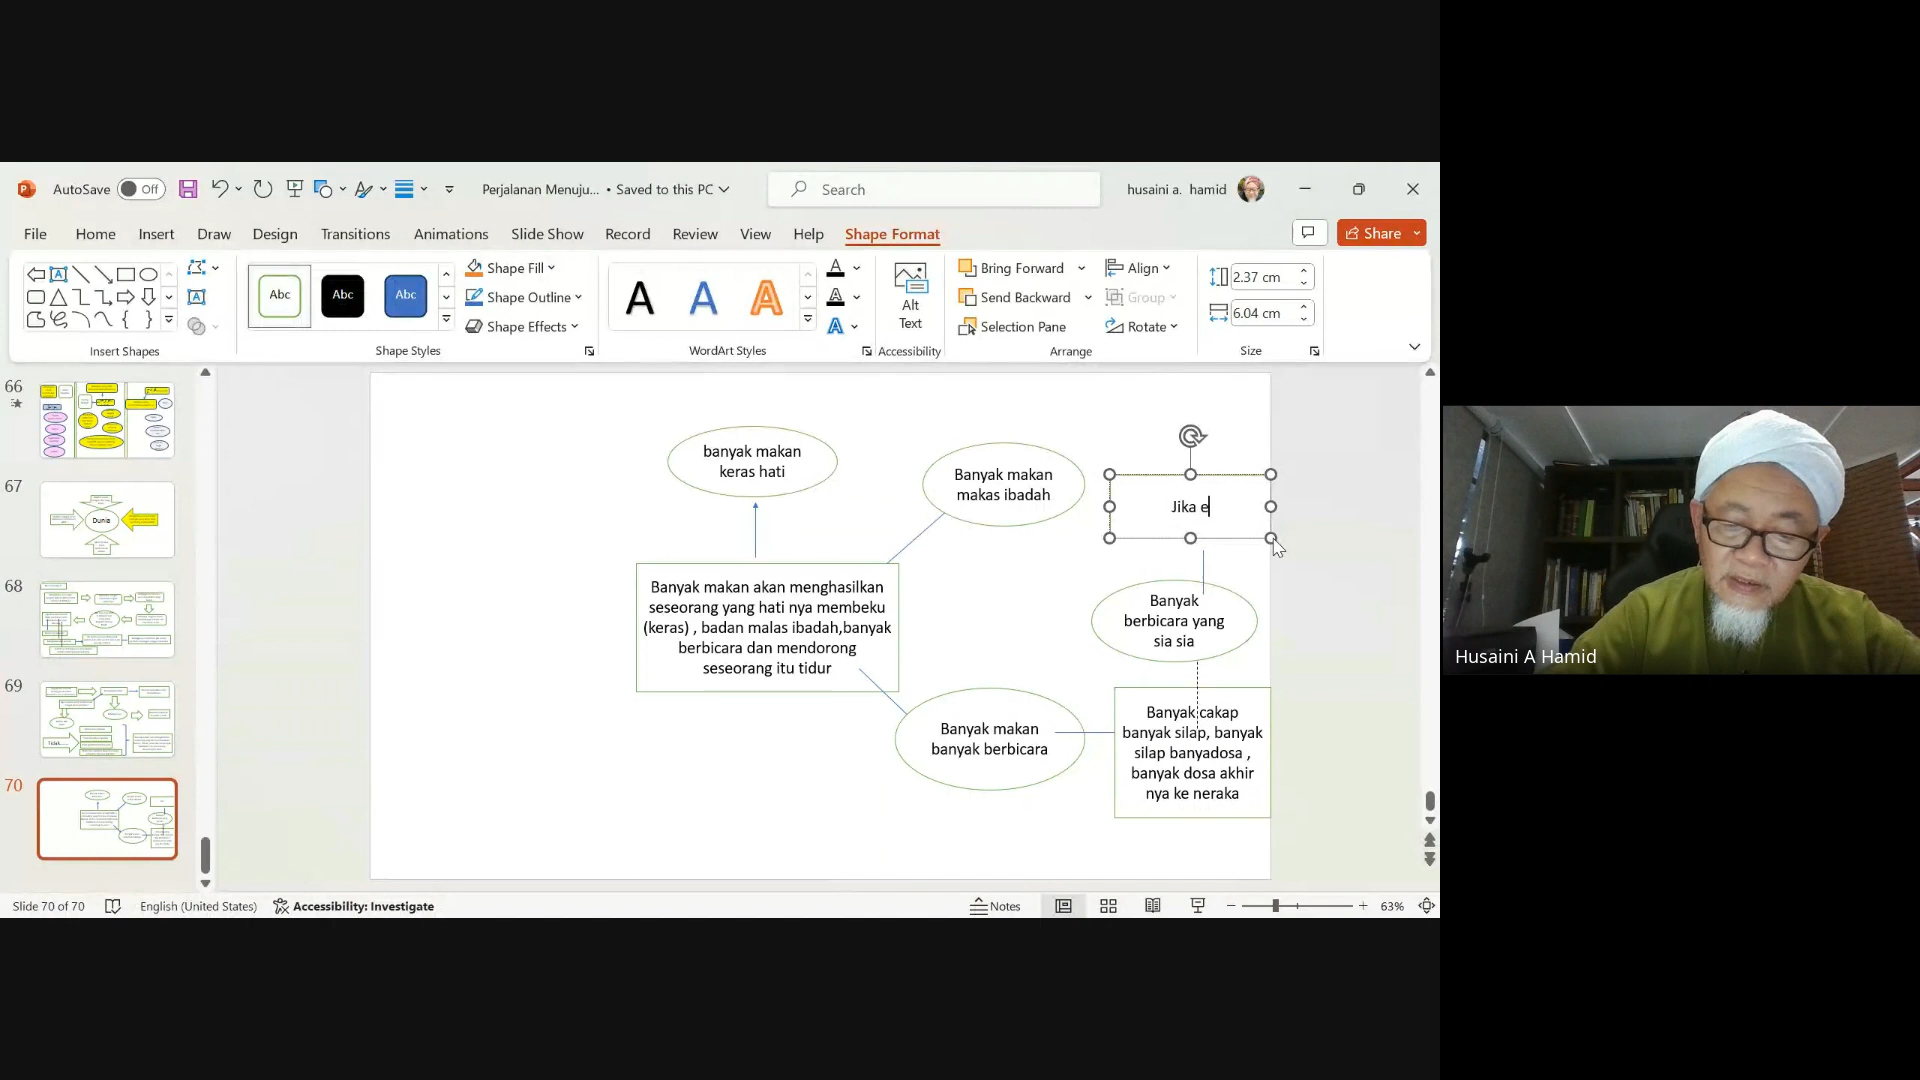 AutoSave Off
Perjalanan Menuju... • Saved to this PC
Search
husaini a. hamid
File Home Insert Draw Design Transitions Animations Slide Show Record Review View Help Shape Format
Share
Abc Abc Abc
Shape Fill
Shape Outline
Shape Effects
A A A
Alt
Text
Bring Forward
Send Backward
Selection Pane
Align
Group
Rotate
2.37 cm
6.04 cm
Insert Shapes
Shape Styles
WordArt Styles
Accessibility
Arrange
Size
66
67
Dunia
68
69
Tidak.....
70
banyak makan
keras hati
Banyak makan
makas ibadah
Jika e
Banyak makan akan menghasilkan
seseorang yang hati nya membeku
(keras) , badan malas ibadah,banyak
berbicara dan mendorong
seseorang itu tidur
Banyak
berbicara yang
sia sia
Banyak makan
banyak berbicara
Banyak cakap
banyak silap, banyak
silap banyadosa ,
banyak dosa akhir
nya ke neraka
Husaini A Hamid
Slide 70 of 70
English (United States)
Accessibility: Investigate
Notes
63%